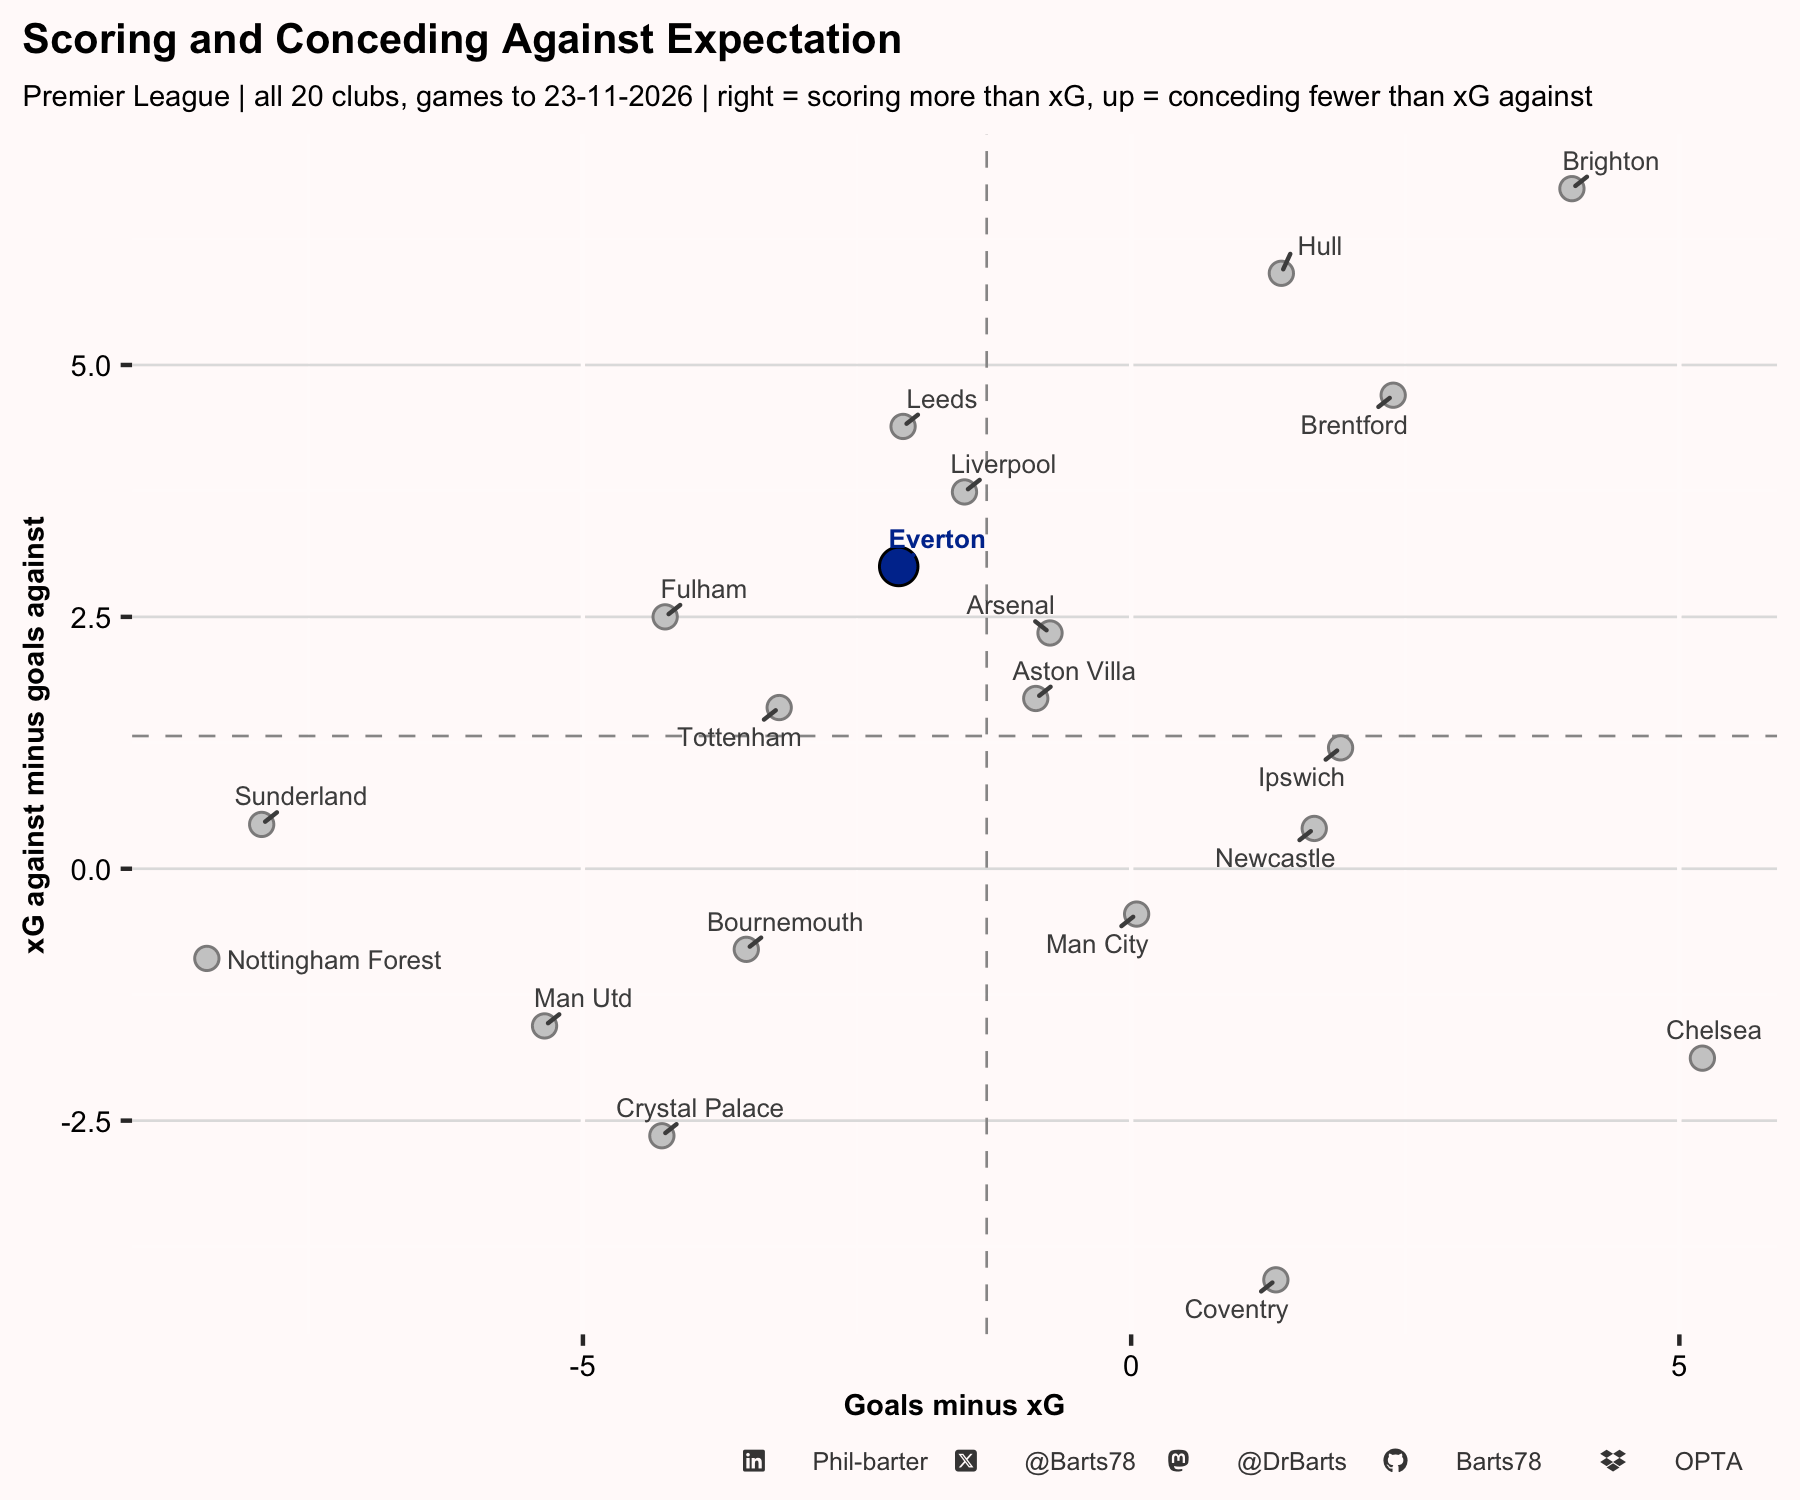 Scoring and Conceding Against Expectation
Premier League | all 20 clubs, games to 23-11-2026 | right = scoring more than xG, up = conceding fewer than xG against
Brighton
Hull
5.0
Leeds
Brentford
Liverpool
Everton
Fulham
Arsenal
2.5
Aston Villa
Tottenham
Ipswich
Sunderland
Newcastle
0.0
Bournemouth
Man City
Nottingham Forest
Man Utd
Chelsea
Crystal Palace
-2.5
Coventry
xG against minus goals against
-5 0 5
Goals minus xG
Phil-barter @Barts78 @DrBarts Barts78 OPTA